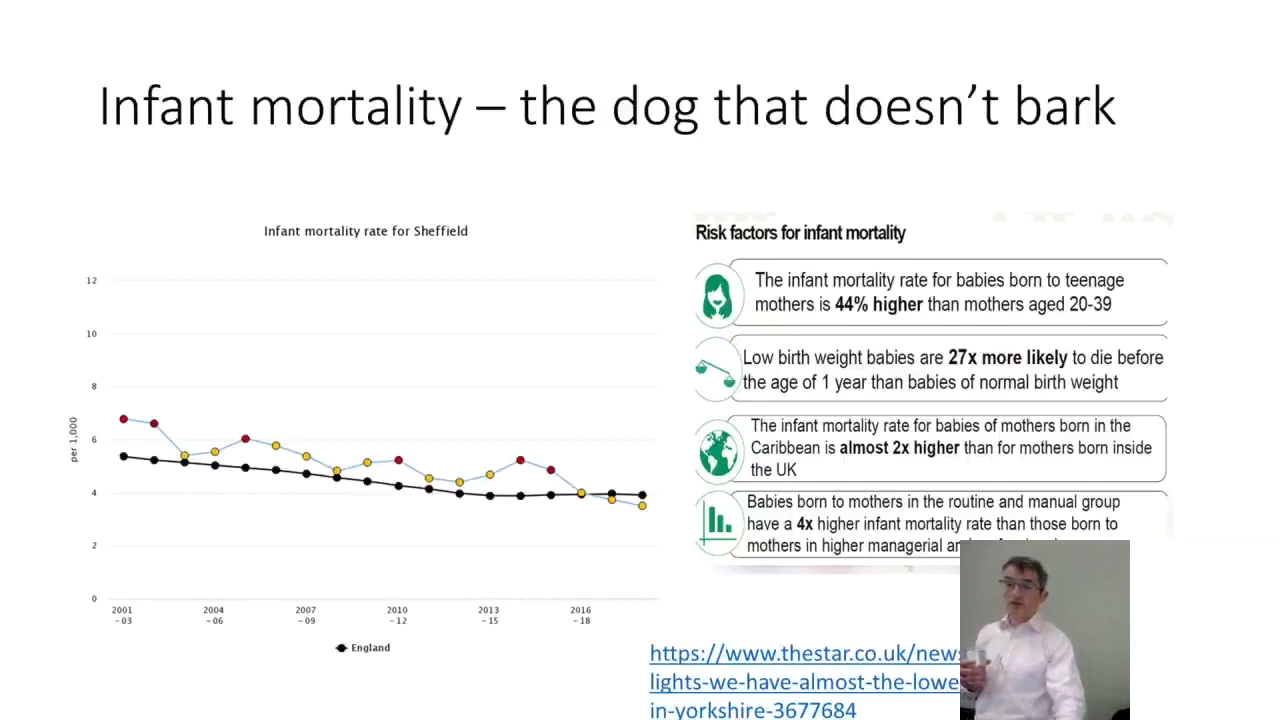 Infant mortality – the dog that doesn’t bark
Infant mortality rate for Sheffield
12
10
8
6
4
2
0
per 1,000
2001
-03
2004
-06
2007
-09
2010
-12
2013
-15
2016
-18
England
Risk factors for infant mortality
The infant mortality rate for babies born to teenage
mothers is 44% higher than mothers aged 20-39
Low birth weight babies are 27x more likely to die before
the age of 1 year than babies of normal birth weight
The infant mortality rate for babies of mothers born in the
Caribbean is almost 2x higher than for mothers born inside
the UK
Babies born to mothers in the routine and manual group
have a 4x higher infant mortality rate than those born to
mothers in higher managerial
https://www.thestar.co.uk/news
lights-we-have-almost-the-lowe
in-yorkshire-3677684